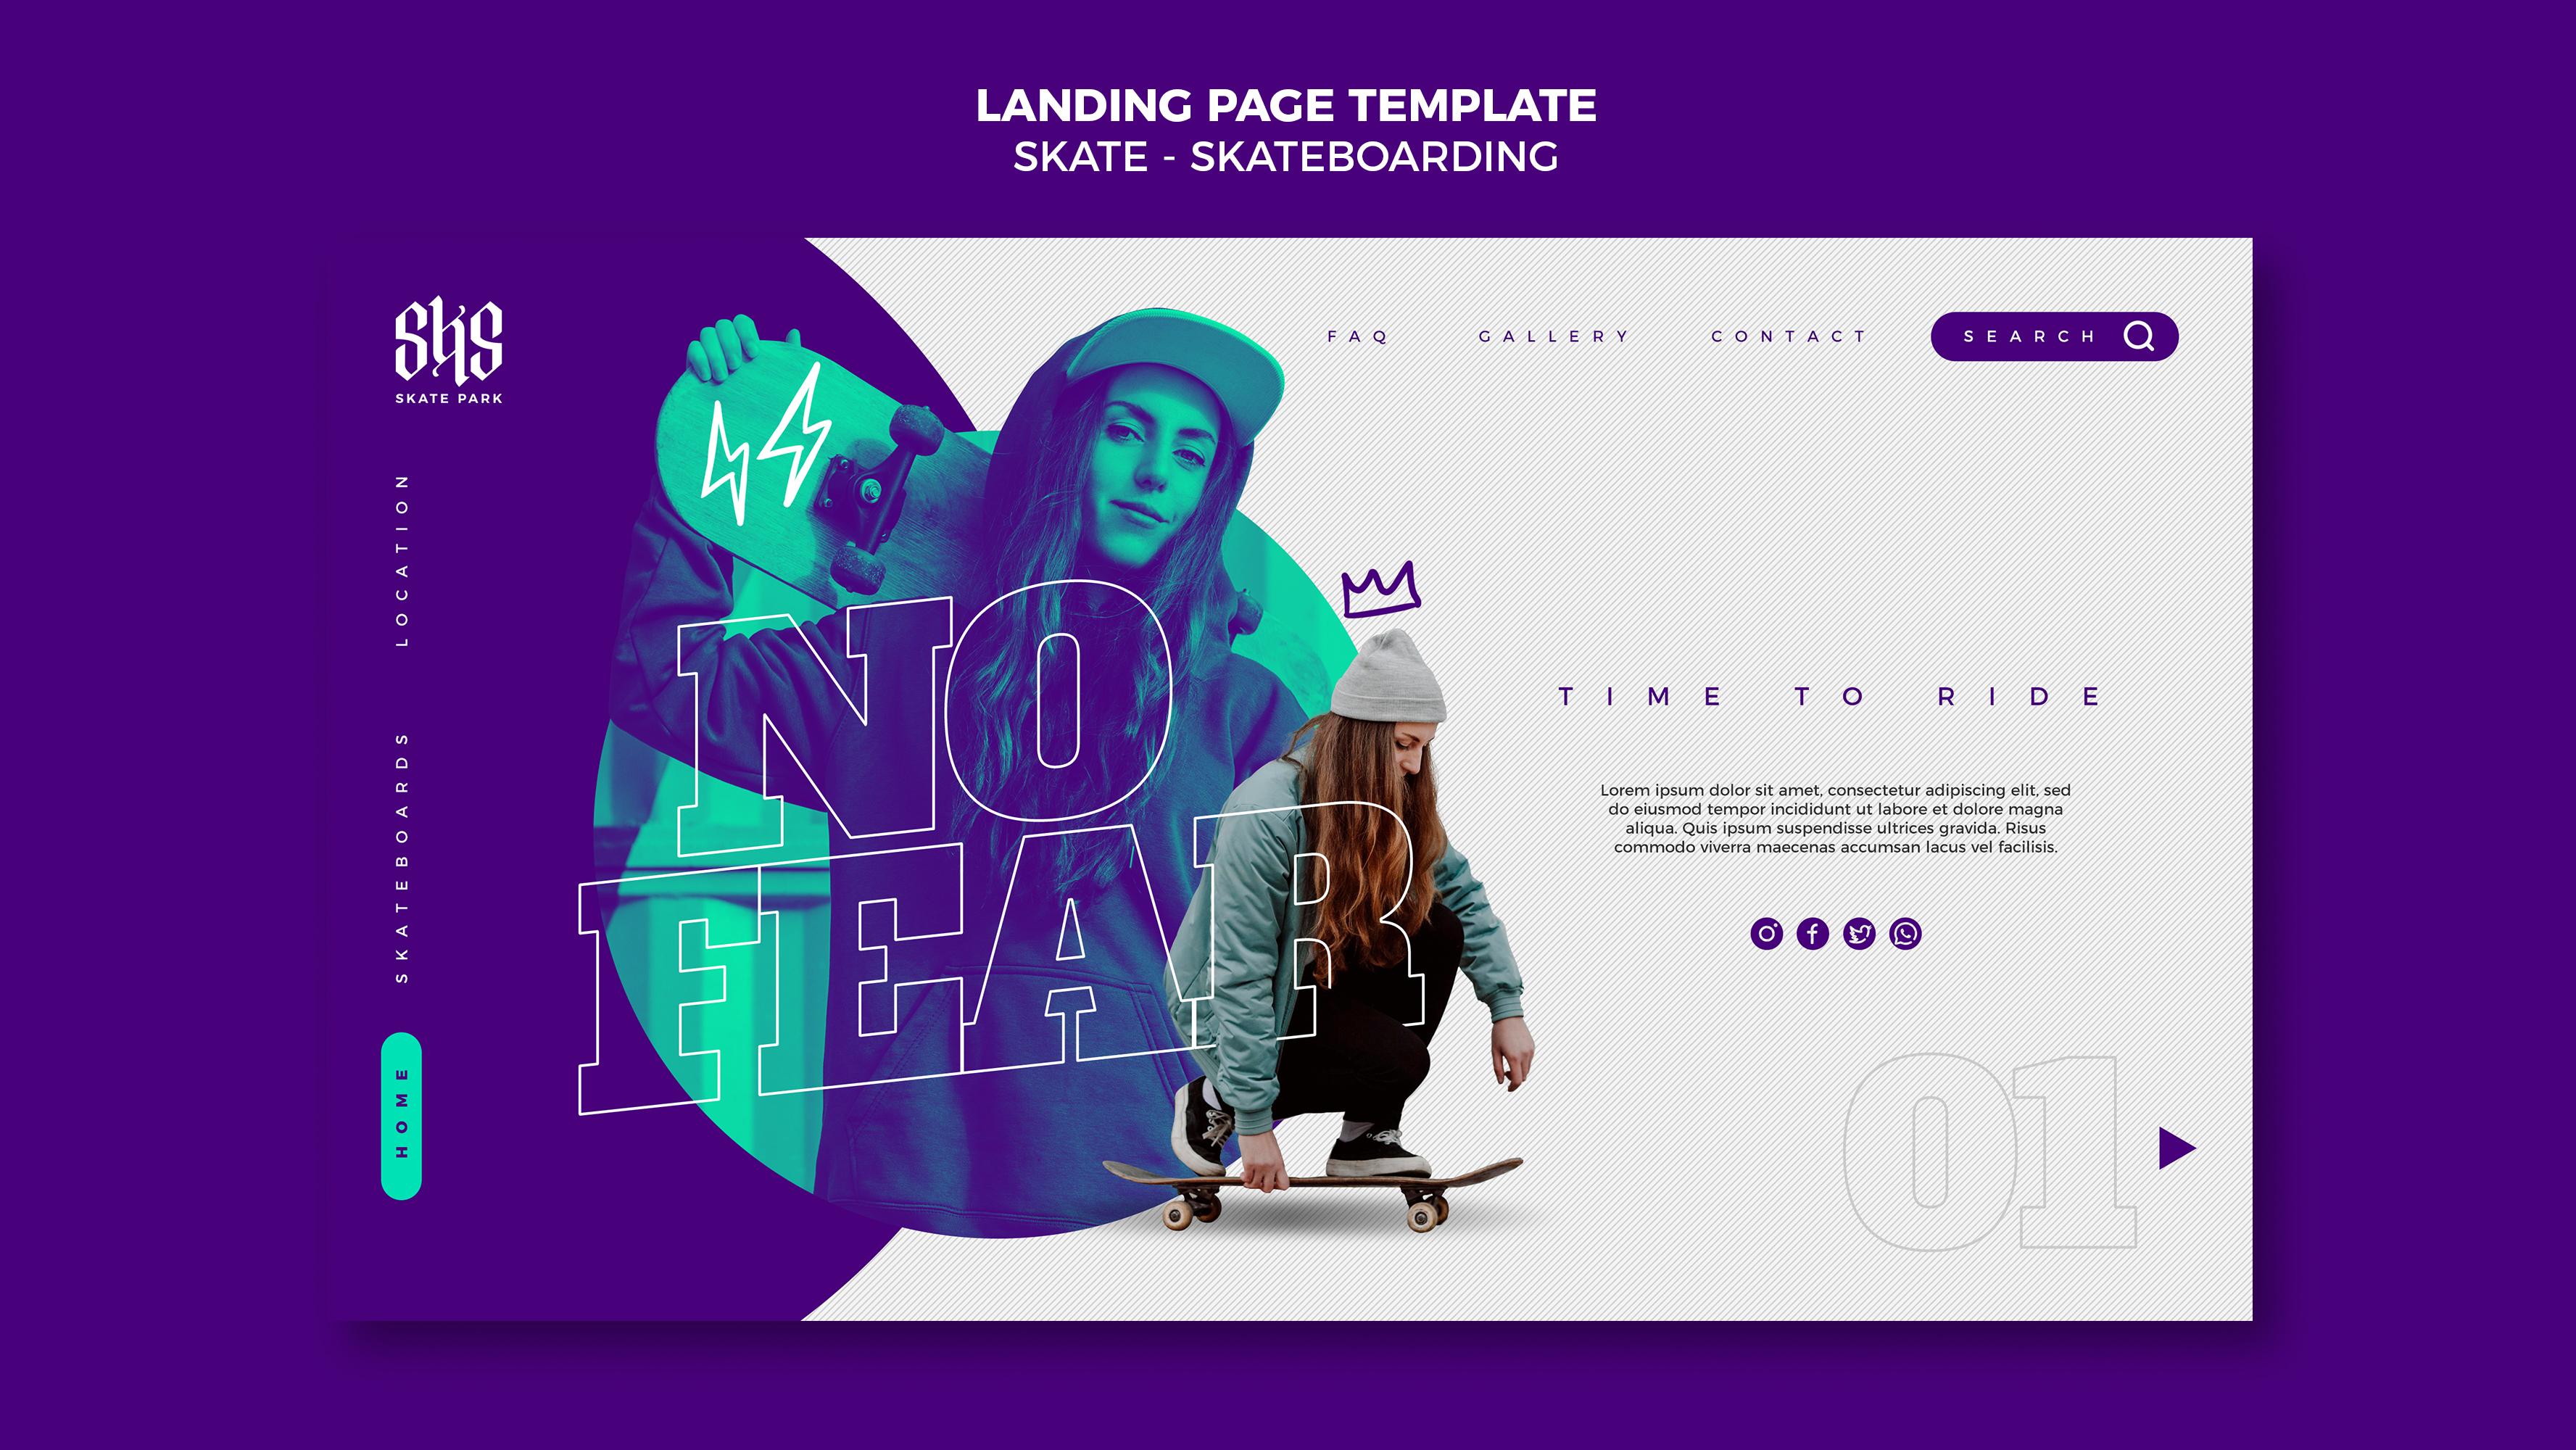 LANDING PAGE TEMPLATE
SKATE - SKATEBOARDING
SKS
SKATE PARK
FAQ
GALLERY
CONTACT
SEARCH
LOCATION
SKATEBOARDS
HOME
NO
FEAR
TIME TO RIDE
Lorem ipsum dolor sit amet, consectetur adipiscing elit, sed
do eiusmod tempor incididunt ut labore et dolore magna
aliqua. Quis ipsum suspendisse ultrices gravida. Risus
commodo viverra maecenas accumsan lacus vel facilisis.
01